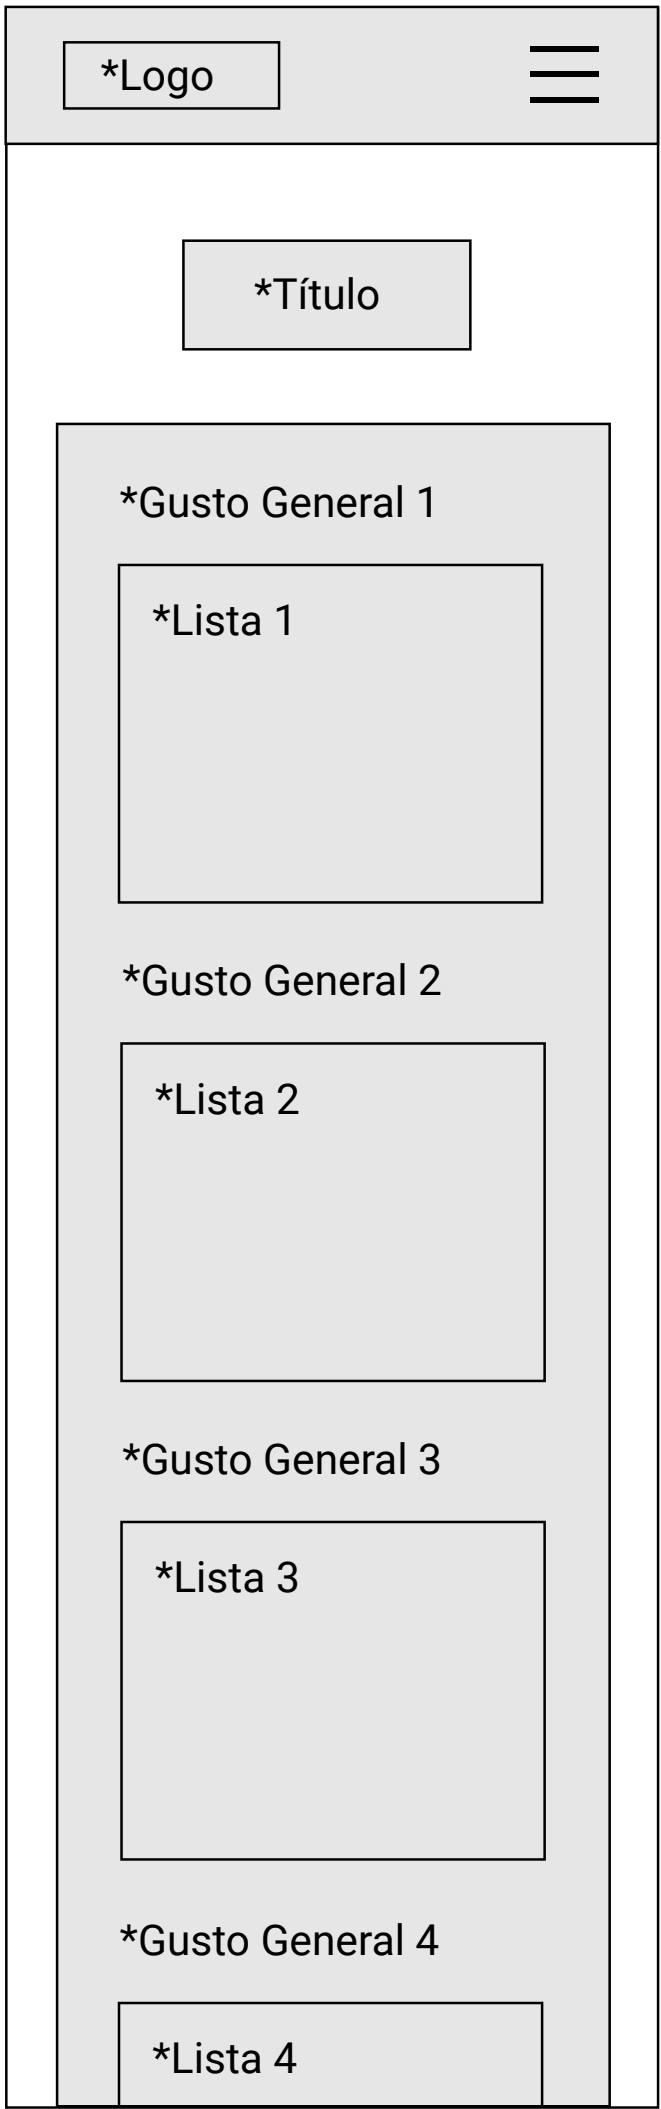 *Logo
*Título
*Gusto General 1
*Lista 1
*Gusto General 2
*Lista 2
*Gusto General 3
*Lista 3
*Gusto General 4
*Lista 4